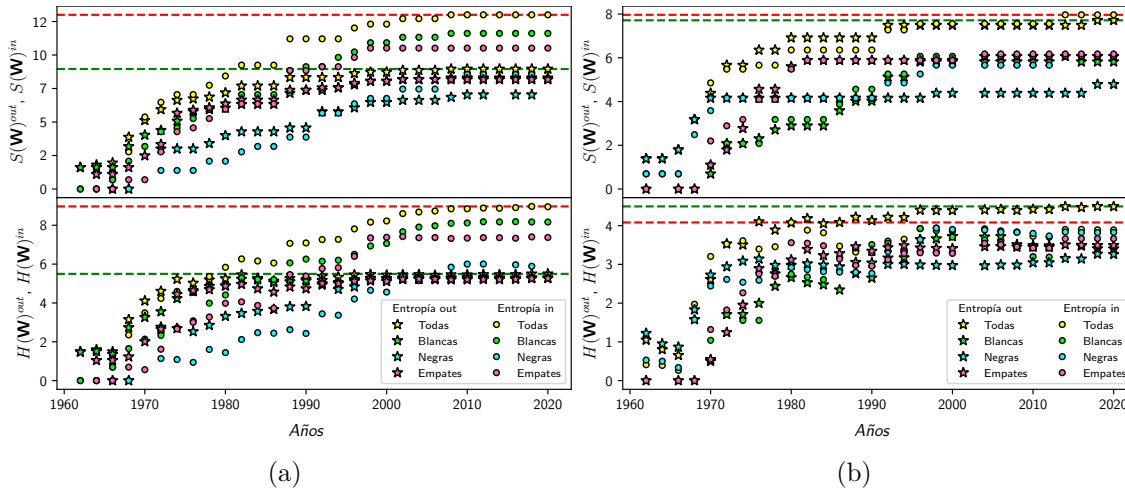 S(W)^{out} , S(W)^{in}
12
10
7
5
2
0
H(W)^{out} , H(W)^{in}
8
6
4
2
0
Entropía out Entropía in
Todas Todas
Blancas Blancas
Negras Negras
Empates Empates
1960 1970 1980 1990 2000 2010 2020
Años
(a)
S(W)^{out} , S(W)^{in}
8
6
4
2
0
H(W)^{out} , H(W)^{in}
4
3
2
1
0
Entropía out Entropía in
Todas Todas
Blancas Blancas
Negras Negras
Empates Empates
1960 1970 1980 1990 2000 2010 2020
Años
(b)